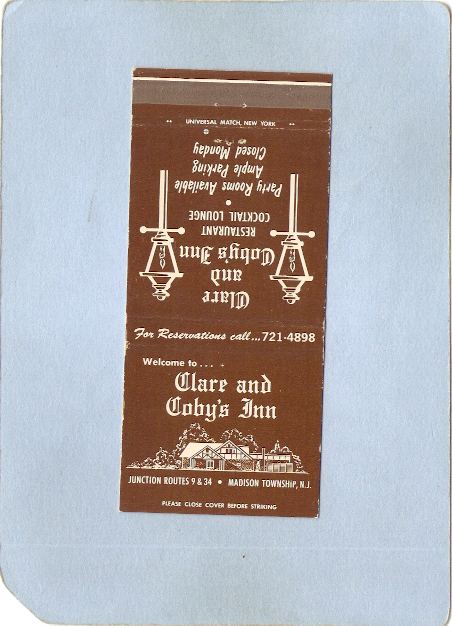 UNIVERSAL MATCH, NEW YORK
Clare
and
Coby's Inn
RESTAURANT
COCKTAIL LOUNGE
•
Party Rooms Available
Ample Parking
Closed Monday
For Reservations call...721-4898
Welcome to...
Clare and
Coby's Inn
JUNCTION ROUTES 9 & 34 • MADISON TOWNSHIP, N.J.
PLEASE CLOSE COVER BEFORE STRIKING